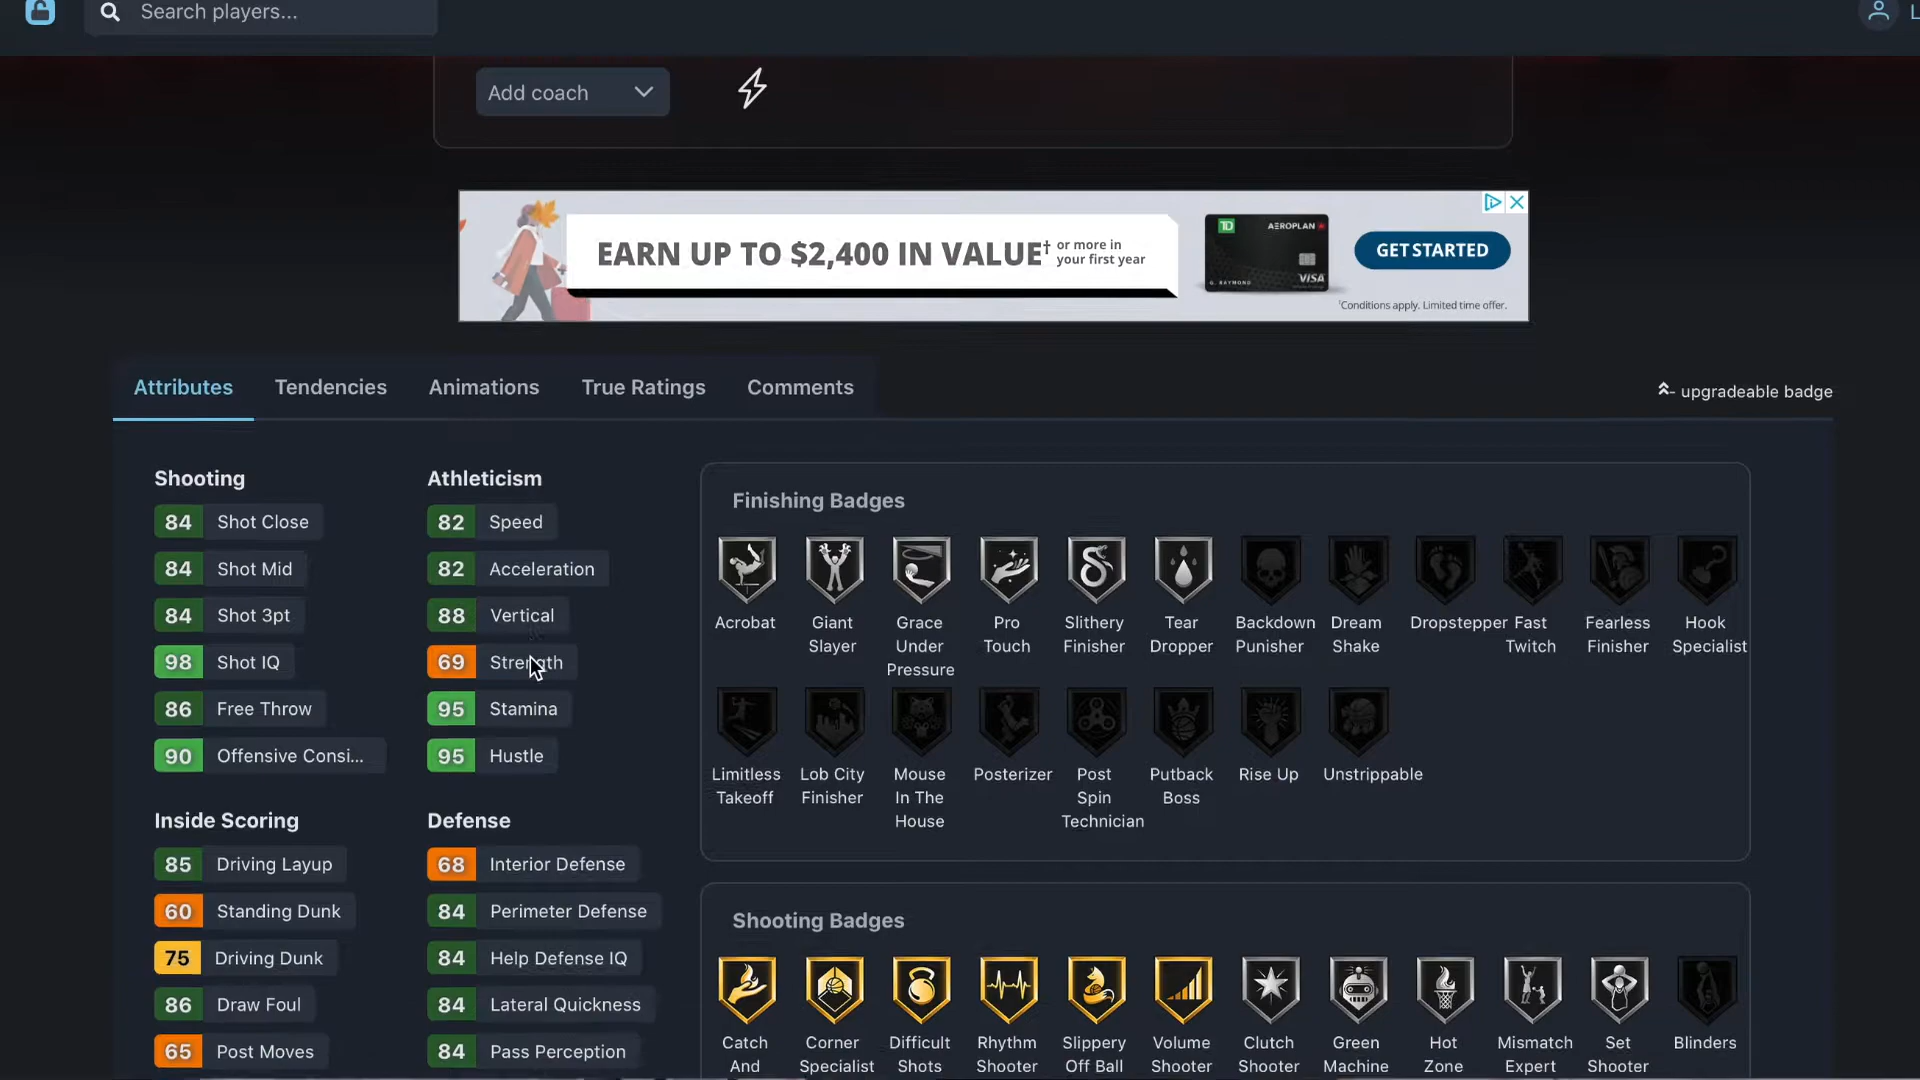 Search players...
Add coach
EARN UP TO $2,400 IN VALUE† or more in
your first year
TD
AEROPLAN
G. RAYMOND
VISA
GET STARTED
†Conditions apply. Limited time offer.
Attributes
Tendencies
Animations
True Ratings
Comments
- upgradeable badge
Shooting
84 Shot Close
84 Shot Mid
84 Shot 3pt
98 Shot IQ
86 Free Throw
90 Offensive Consi...
Athleticism
82 Speed
82 Acceleration
88 Vertical
69 Strength
95 Stamina
95 Hustle
Inside Scoring
85 Driving Layup
60 Standing Dunk
75 Driving Dunk
86 Draw Foul
65 Post Moves
Defense
68 Interior Defense
84 Perimeter Defense
84 Help Defense IQ
84 Lateral Quickness
84 Pass Perception
Finishing Badges
Acrobat
Giant
Slayer
Grace
Under
Pressure
Pro
Touch
Slithery
Finisher
Tear
Dropper
Backdown
Punisher
Dream
Shake
Dropstepper
Fast
Twitch
Fearless
Finisher
Hook
Specialist
Limitless
Takeoff
Lob City
Finisher
Mouse
In The
House
Posterizer
Post
Spin
Technician
Putback
Boss
Rise Up
Unstrippable
Shooting Badges
Catch
And
Corner
Specialist
Difficult
Shots
Rhythm
Shooter
Slippery
Off Ball
Volume
Shooter
Clutch
Shooter
Green
Machine
Hot
Zone
Mismatch
Expert
Set
Shooter
Blinders